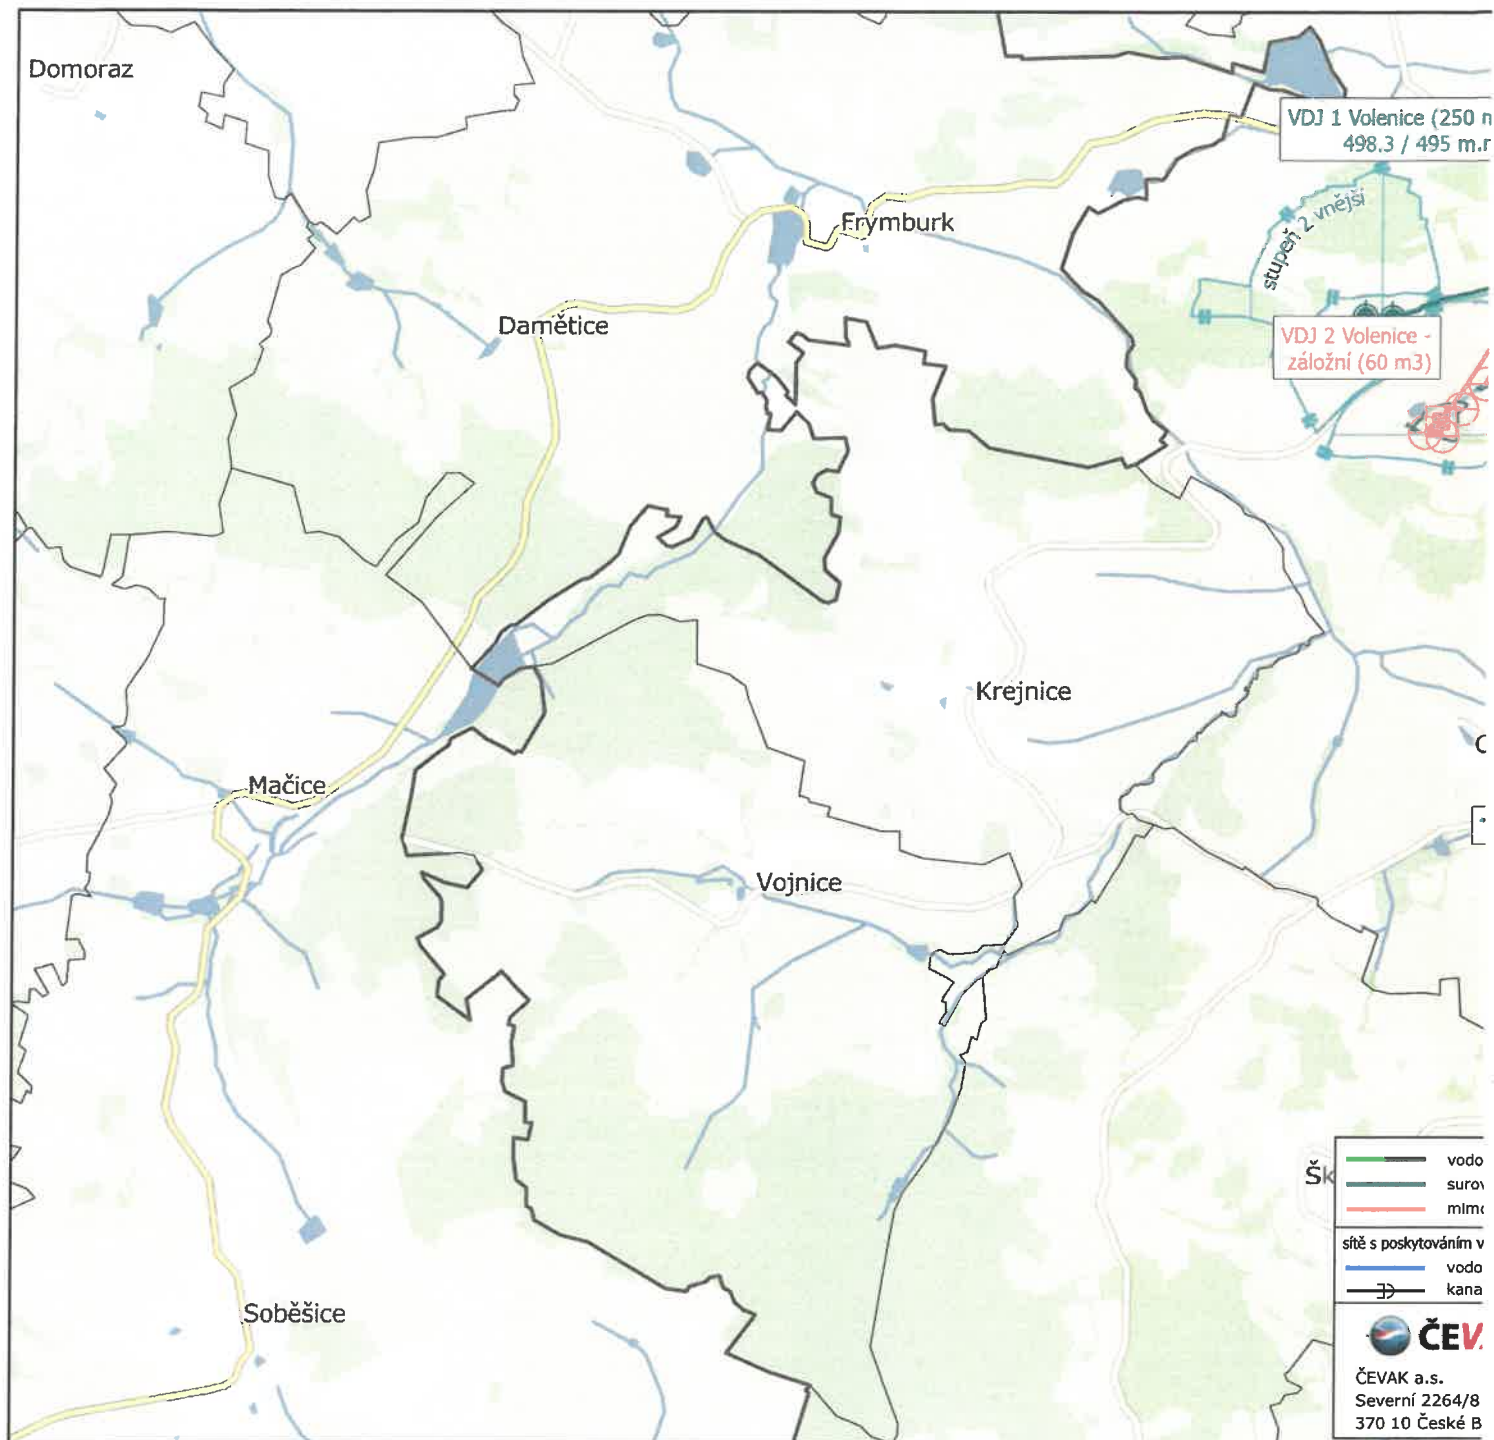 Domoraz
VDJ 1 Volenice (250
498.3 / 495
stupeň 2 vnější
Frymburk
Damětice
VDJ 2 Volenice -
záložní (60 m3)
Krejnice
Mačice
Vojnice
Soběšice
Šk
vodo
surov
mimo
sítě s poskytováním v
vodo
kana
ČEV
ČEVAK a.s.
Severní 2264/8
370 10 České B